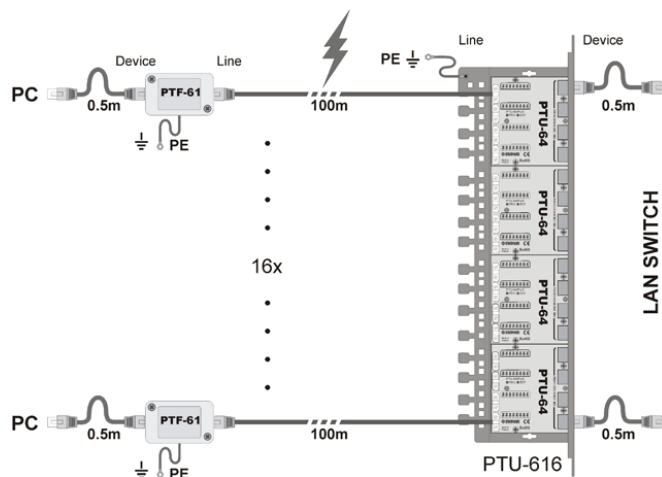 Line
Device
PE
Device
Line
PC
PTF-61
0.5m
100m
0.5m
PE
PTU-64
PTU-64
16x
PTU-64
PTU-64
LAN SWITCH
PC
PTF-61
0.5m
100m
0.5m
PE
PTU-616